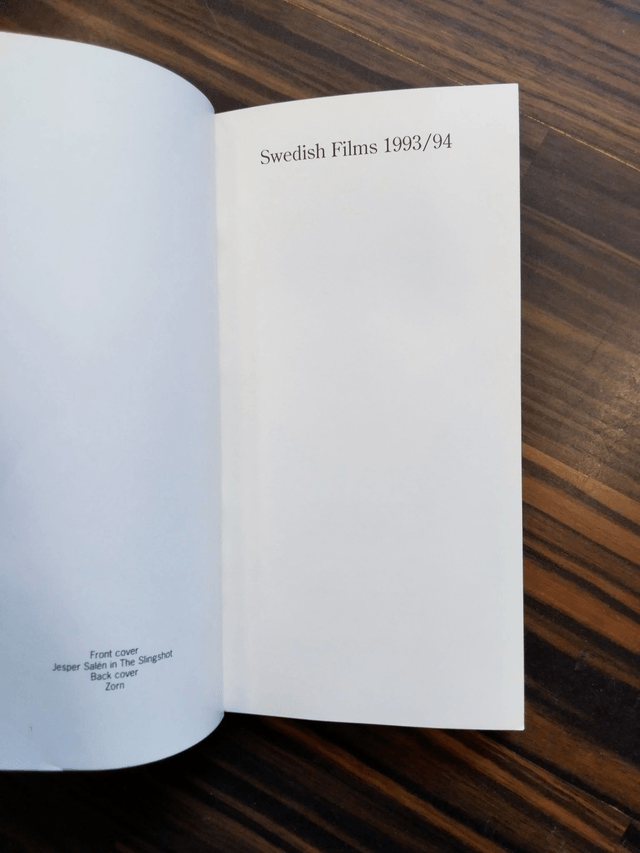 Front cover
Jesper Salén in The Slingshot
Back cover
Zorn
Swedish Films 1993/94